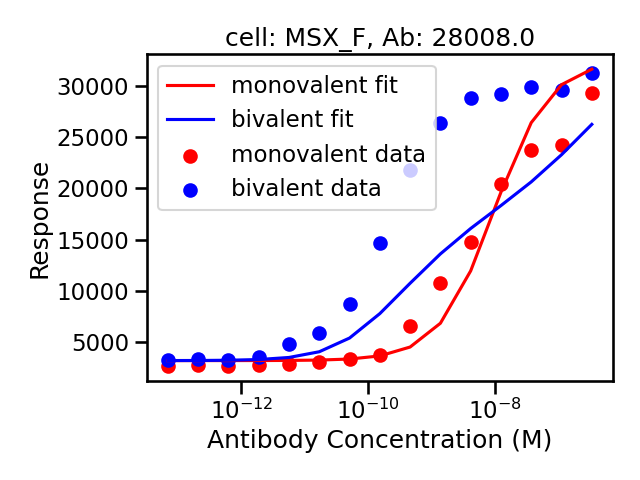 cell: MSX_F, Ab: 28008.0
monovalent fit
bivalent fit
monovalent data
bivalent data
Response
30000
25000
20000
15000
10000
5000
10⁻¹² 10⁻¹⁰ 10⁻⁸
Antibody Concentration (M)